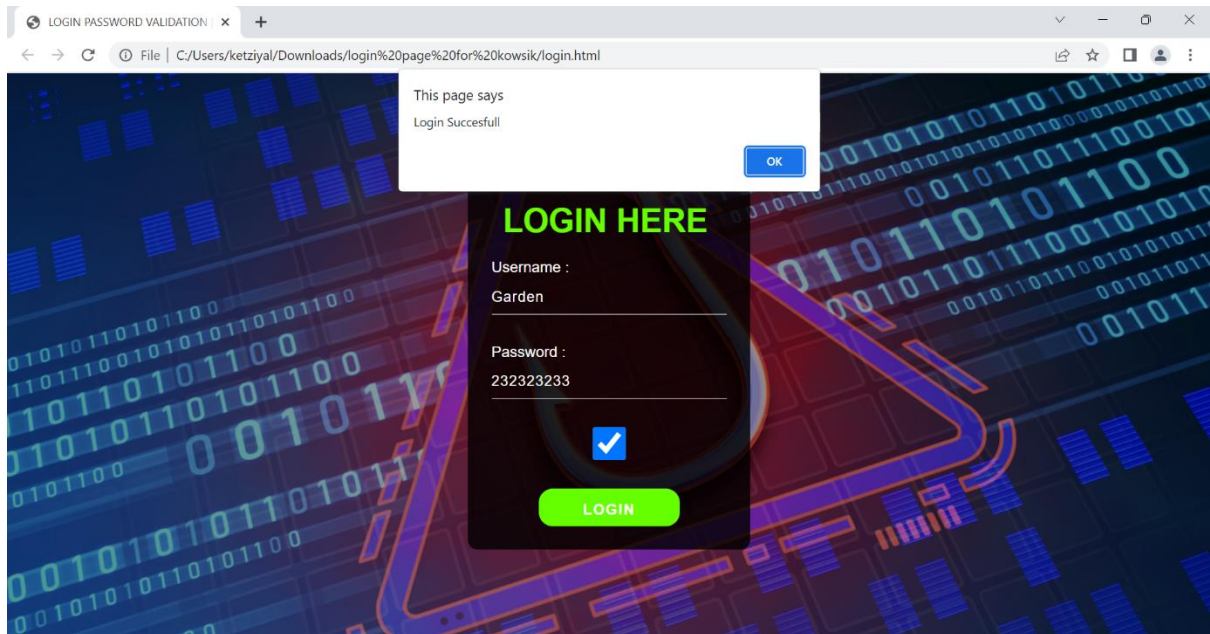 LOGIN PASSWORD VALIDATION
File | C:/Users/ketziyal/Downloads/login%20page%20for%20kowsik/login.html
This page says
Login Succesfull
OK
LOGIN HERE
Username :
Garden
Password :
232323233
LOGIN